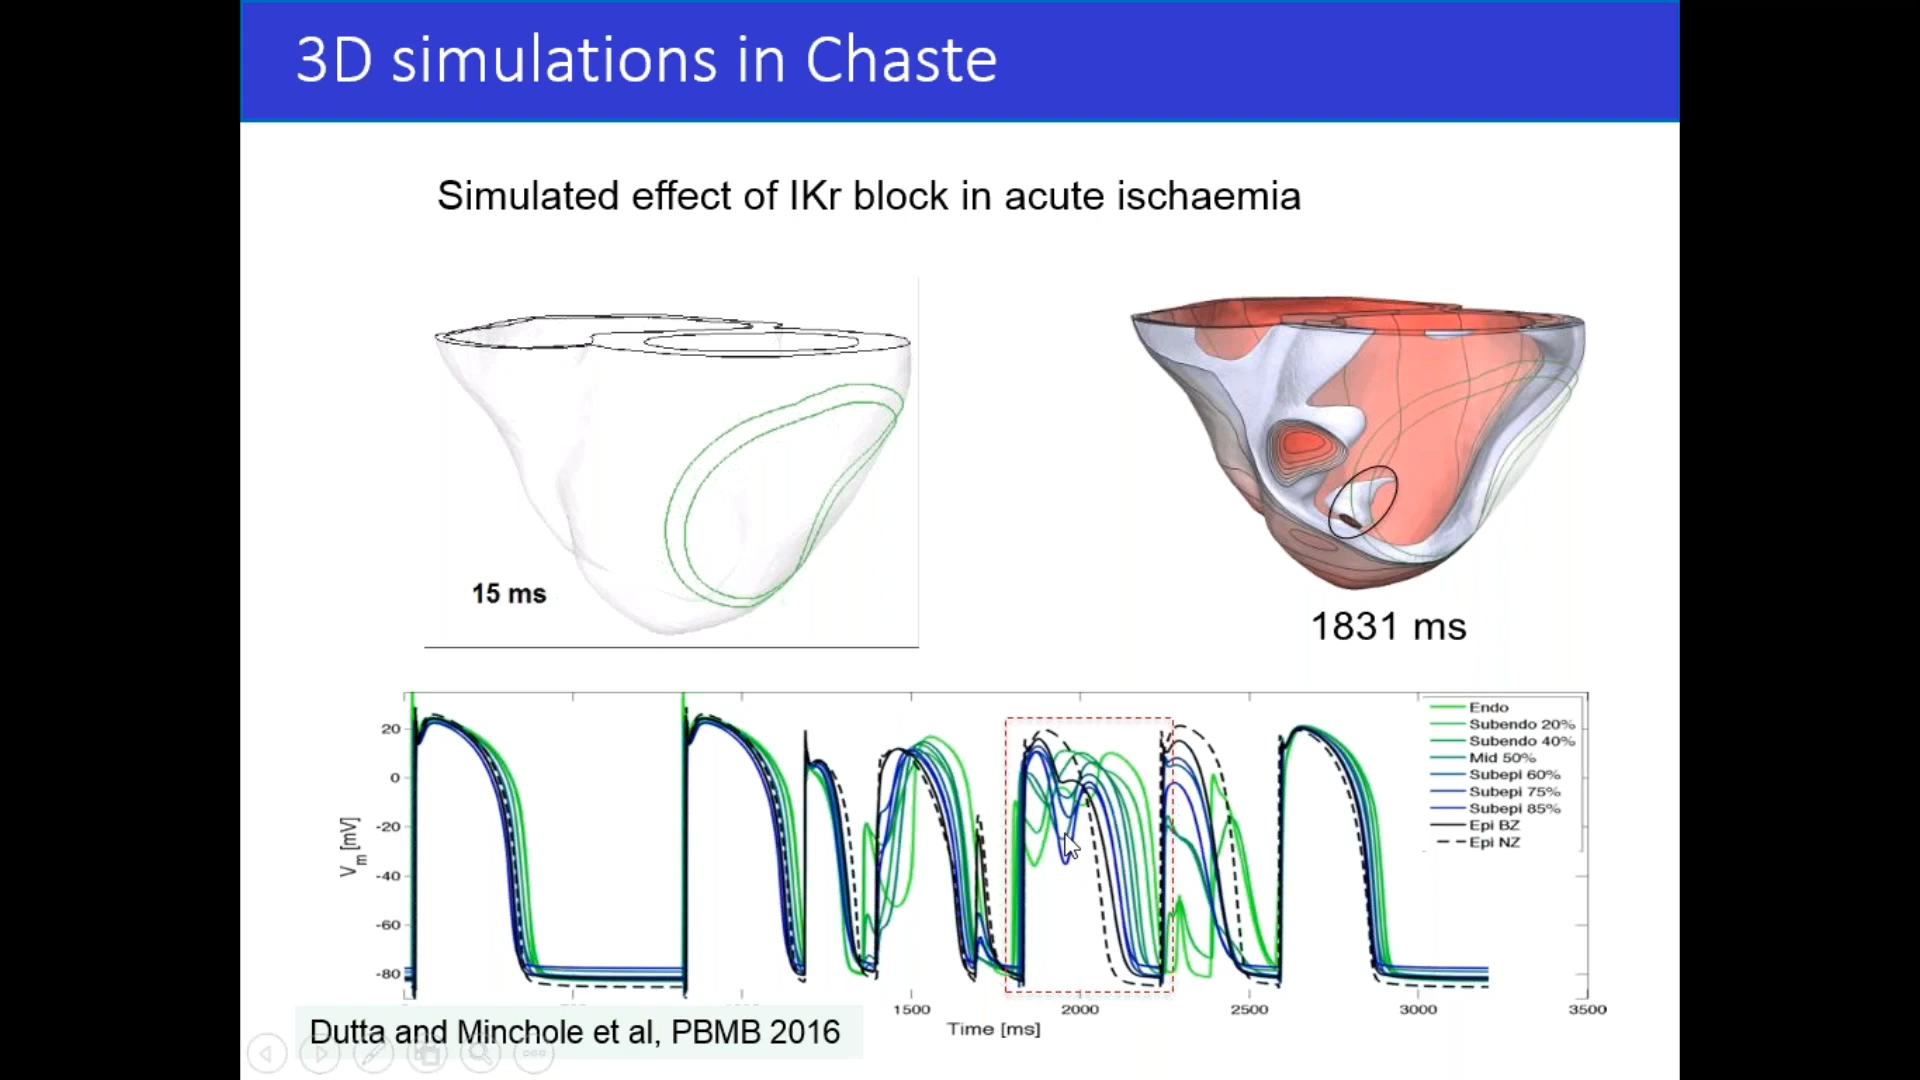 3D simulations in Chaste
Simulated effect of IKr block in acute ischaemia
15 ms
1831 ms
Endo
Subendo 20%
Subendo 40%
Mid 50%
Subepi 60%
Subepi 75%
Subepi 85%
Epi BZ
Epi NZ
20
0
-20
-40
-60
-80
Vm [mV]
1500
2000
2500
3000
3500
Time [ms]
Dutta and Minchole et al, PBMB 2016